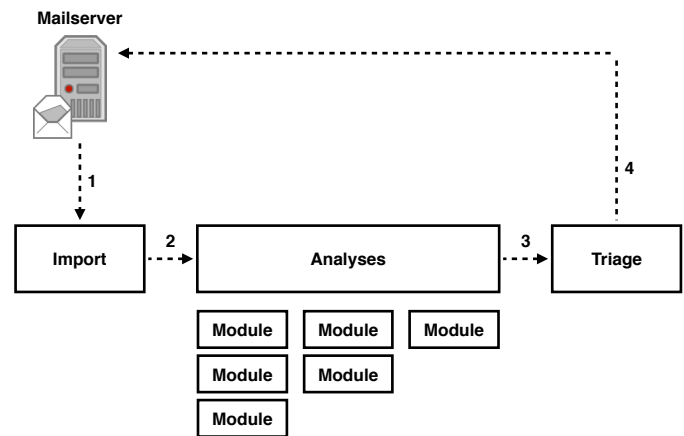 Mailserver
1
4
Import
2
Analyses
3
Triage
Module
Module
Module
Module
Module
Module